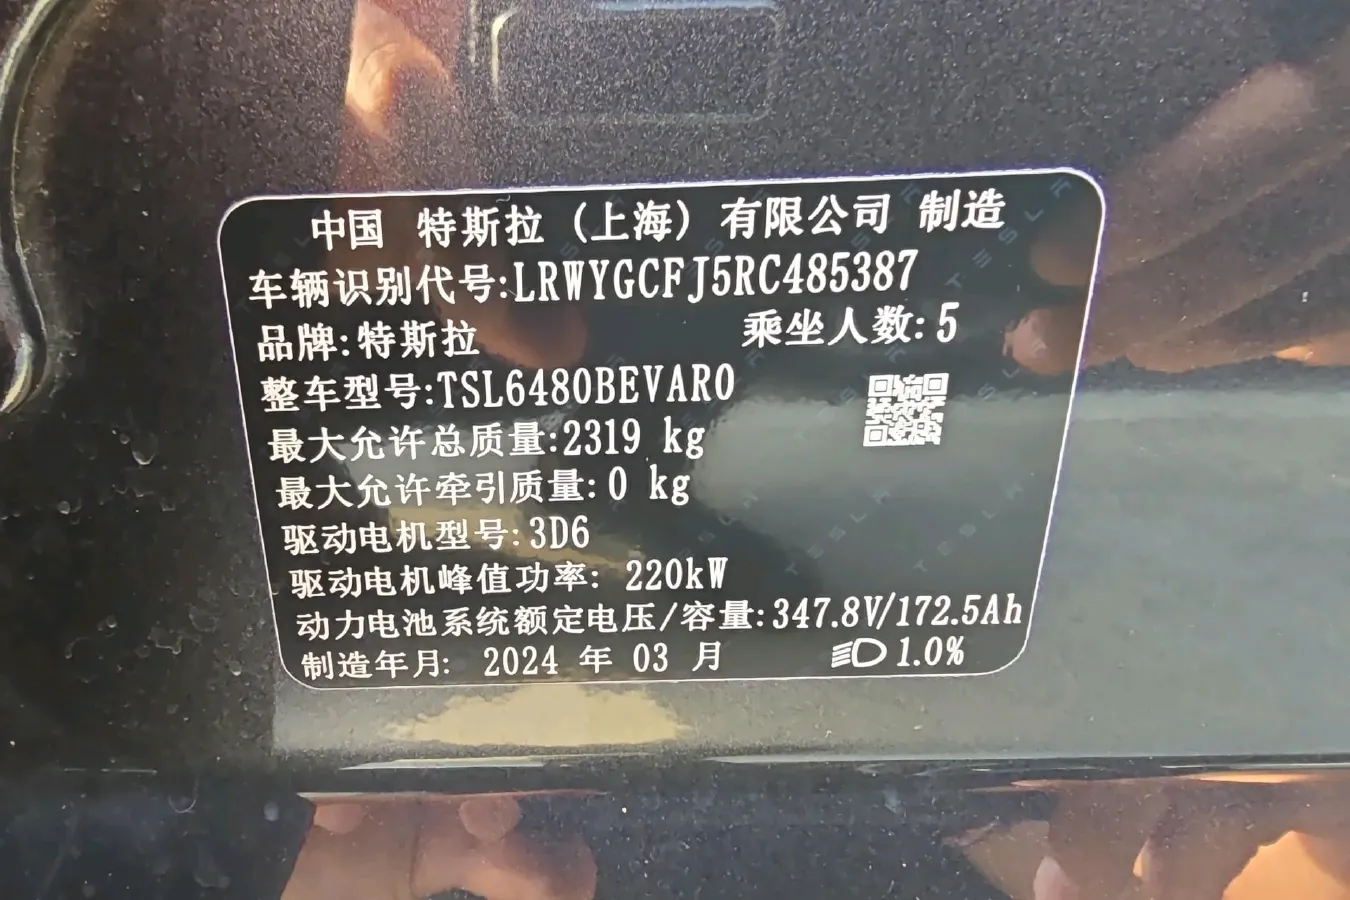 中国 特斯拉（上海）有限公司 制造
车辆识别代号:LRWYGCFJ5RC485387
品牌:特斯拉 乘坐人数:5
整车型号:TSL6480BEVAR0
最大允许总质量:2319 kg
最大允许牵引质量:0 kg
驱动电机型号:3D6
驱动电机峰值功率: 220kW
动力电池系统额定电压/容量:347.8V/172.5Ah
制造年月: 2024 年 03 月 1.0%